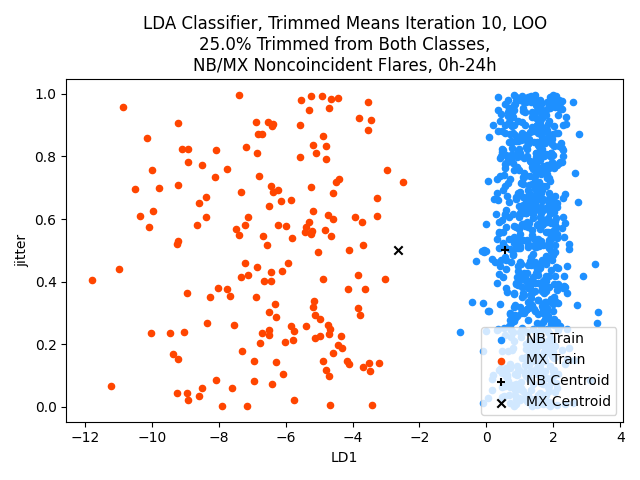 LDA Classifier, Trimmed Means Iteration 10, LOO
25.0% Trimmed from Both Classes,
NB/MX Noncoincident Flares, 0h-24h
jitter
1.0
0.8
0.6
0.4
0.2
0.0
NB Train
MX Train
NB Centroid
MX Centroid
−12
−10
−8
−6
−4
−2
0
2
4
LD1